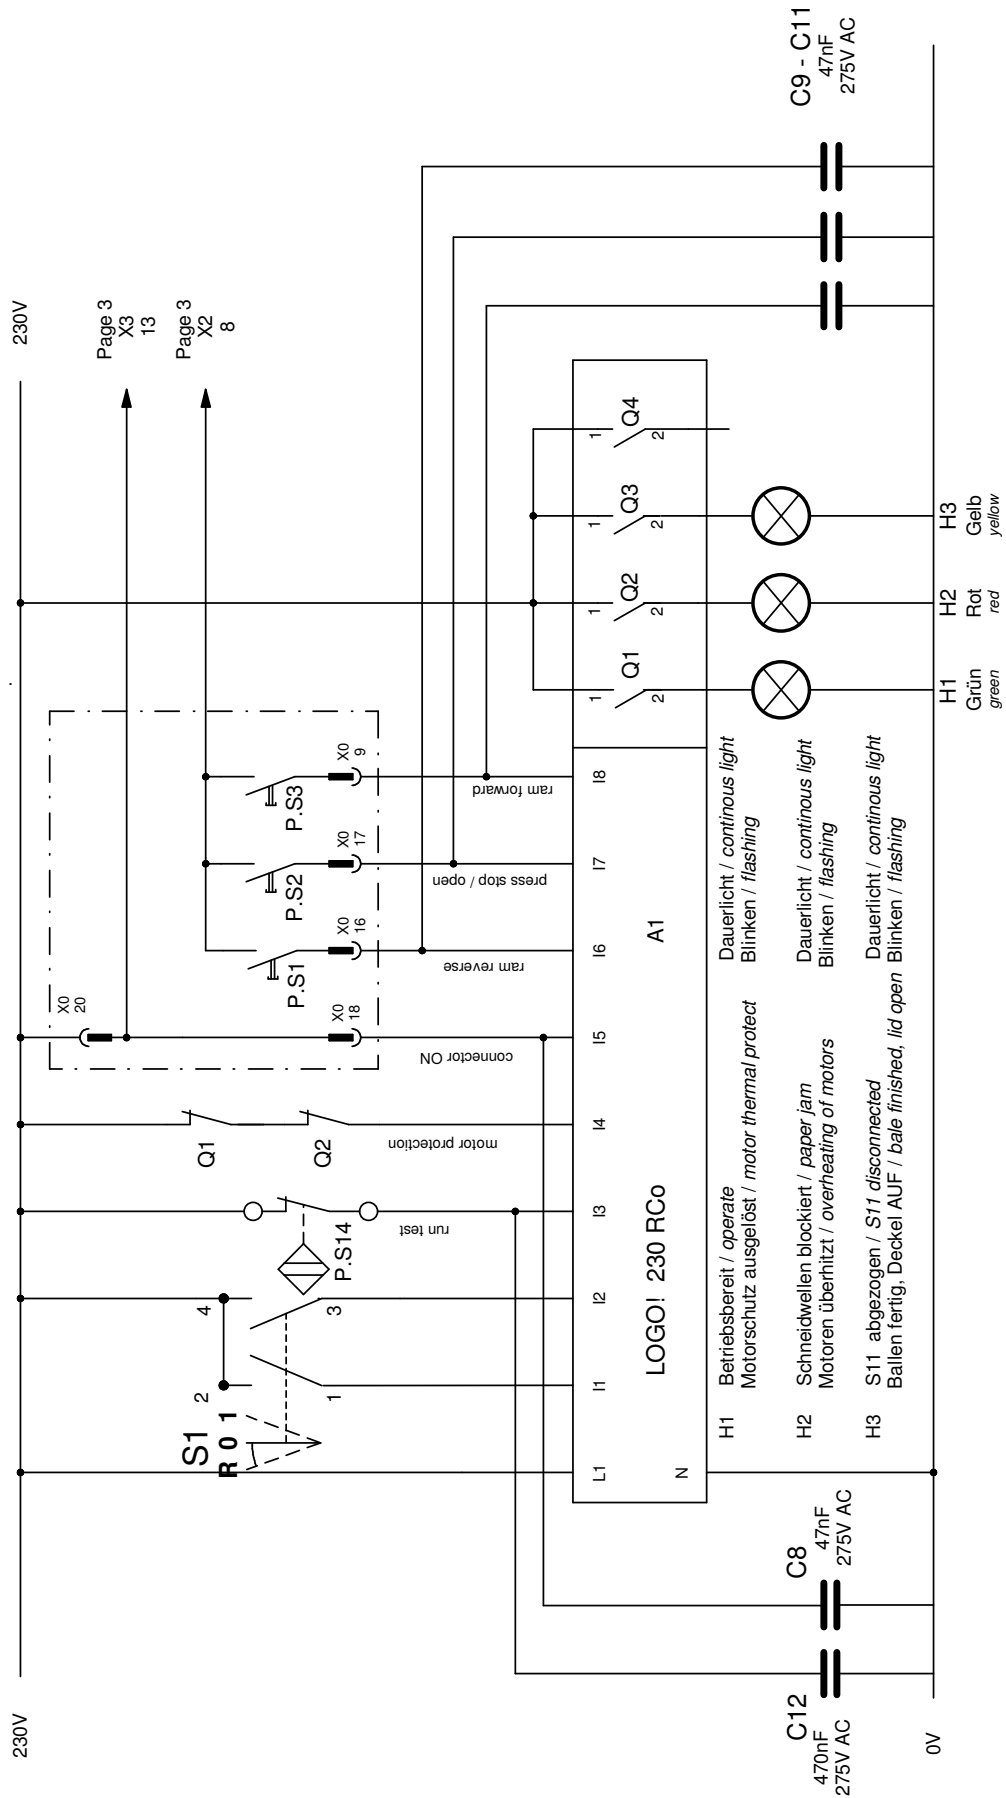 230V
230V
Page 3
X3
13
Page 3
X2
8
S1
R 0 1
2
4
1
3
P.S14
run test
Q1
Q2
motor protection
X0
20
X0
18
connector ON
P.S1
X0
16
ram reverse
P.S2
X0
17
press stop / open
P.S3
X0
9
ram forward
L1
I1
I2
I3
I4
I5
I6
I7
I8
N
LOGO! 230 RCo
A1
1
Q1
2
1
Q2
2
1
Q3
2
1
Q4
2
C12
470nF
275V AC
C8
47nF
275V AC
C9 - C11
47nF
275V AC
H1 Betriebsbereit / operate Dauerlicht / continous light
Motorschutz ausgelöst / motor thermal protect Blinken / flashing
H2 Schneidwellen blockiert / paper jam Dauerlicht / continous light
Motoren überhitzt / overheating of motors Blinken / flashing
H3 S11 abgezogen / S11 disconnected Dauerlicht / continous light
Ballen fertig, Deckel AUF / bale finished, lid open Blinken / flashing
0V
H1
Grün
green
H2
Rot
red
H3
Gelb
yellow